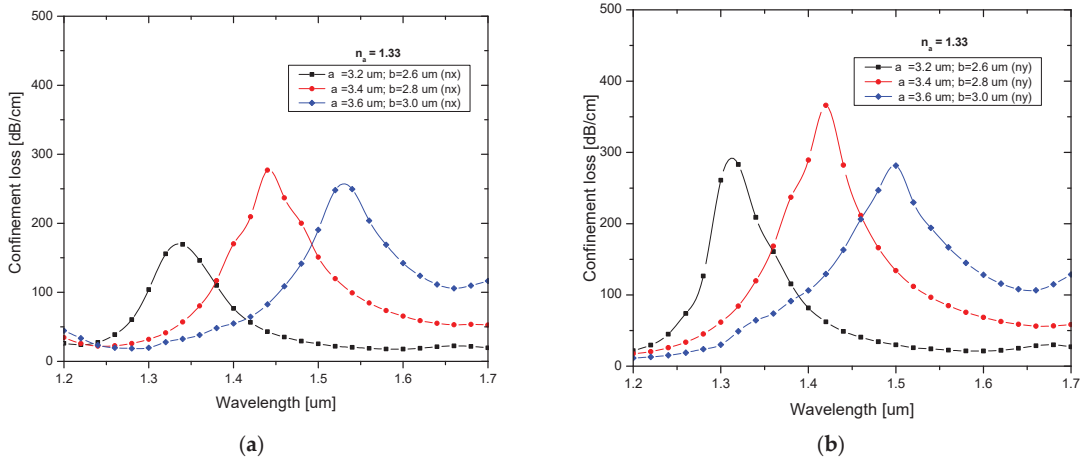 500
400
300
200
100
0
Confinement loss [dB/cm]
n_a = 1.33
a =3.2 um; b=2.6 um (nx)
a =3.4 um; b=2.8 um (nx)
a =3.6 um; b=3.0 um (nx)
1.2 1.3 1.4 1.5 1.6 1.7
Wavelength [um]
(a)
500
400
300
200
100
0
Confinement loss [dB/cm]
n_a = 1.33
a =3.2 um; b=2.6 um (ny)
a =3.4 um; b=2.8 um (ny)
a =3.6 um; b=3.0 um (ny)
1.2 1.3 1.4 1.5 1.6 1.7
Wavelength [um]
(b)